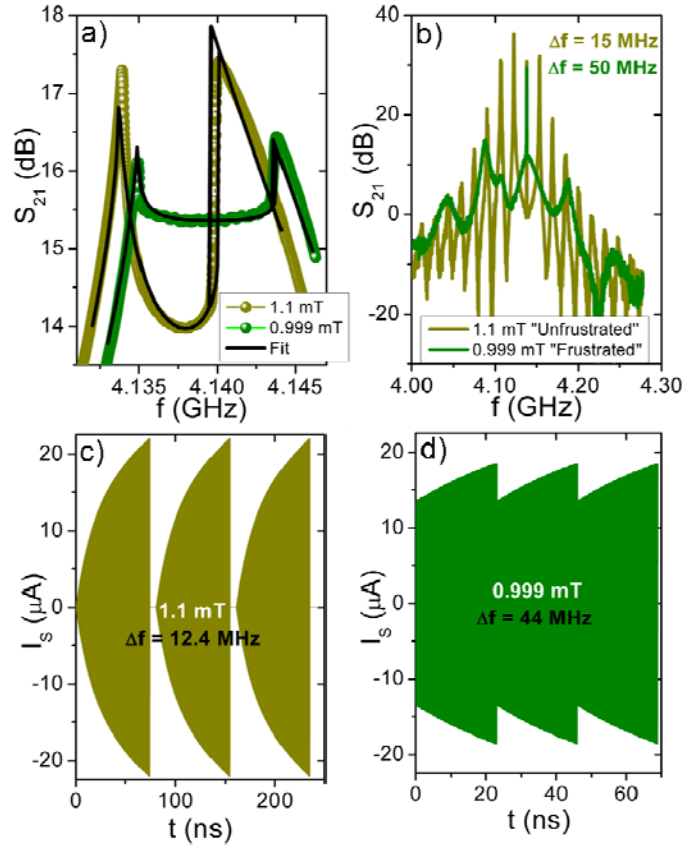 a)
18
17
16
15
14
S21 (dB)
4.135
4.140
4.145
f (GHz)
1.1 mT
0.999 mT
Fit
b)
Δf = 15 MHz
Δf = 50 MHz
40
20
0
-20
S21 (dB)
1.1 mT "Unfrustrated"
0.999 mT "Frustrated"
4.00
4.10
4.20
4.30
f (GHz)
c)
20
10
0
-10
-20
IS (μA)
1.1 mT
Δf = 12.4 MHz
0
100
200
t (ns)
d)
20
10
0
-10
-20
IS (μA)
0.999 mT
Δf = 44 MHz
0
20
40
60
t (ns)